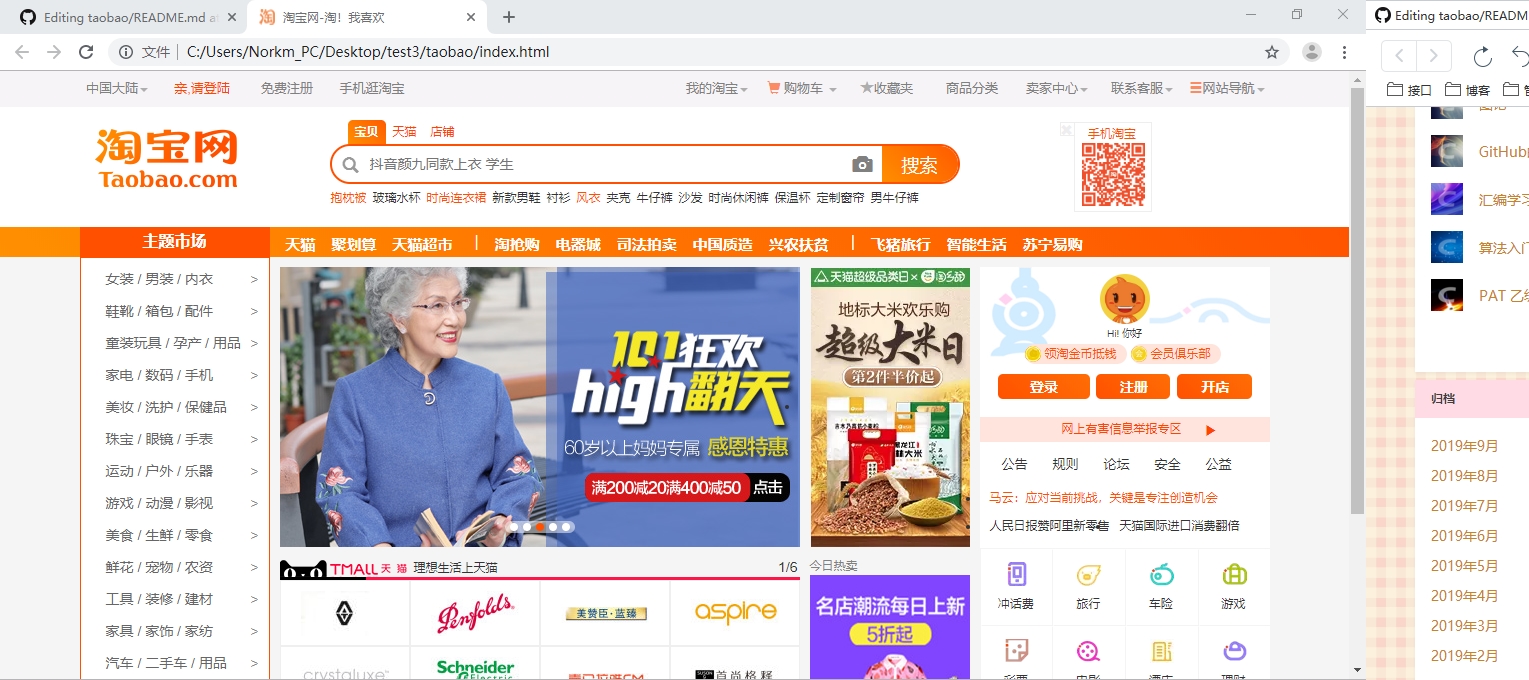 Editing taobao/README.md at
淘宝网-淘！我喜欢
Editing taobao/READM
文件
C:/Users/Norkm_PC/Desktop/test3/taobao/index.html
接口
博客
中国大陆
亲,请登陆
免费注册
手机逛淘宝
我的淘宝
购物车
★收藏夹
商品分类
卖家中心
联系客服
网站导航
淘宝网
Taobao.com
宝贝 天猫 店铺
抖音颜九同款上衣 学生
搜索
抱枕被 玻璃水杯 时尚连衣裙 新款男鞋 衬衫 风衣 夹克 牛仔裤 沙发 时尚休闲裤 保温杯 定制窗帘 男牛仔裤
手机淘宝
主题市场
天猫 聚划算 天猫超市 | 淘抢购 电器城 司法拍卖 中国质造 兴农扶贫 | 飞猪旅行 智能生活 苏宁易购
女装 / 男装 / 内衣 >
鞋靴 / 箱包 / 配件 >
童装玩具 / 孕产 / 用品 >
家电 / 数码 / 手机 >
美妆 / 洗护 / 保健品 >
珠宝 / 眼镜 / 手表 >
运动 / 户外 / 乐器 >
游戏 / 动漫 / 影视 >
美食 / 生鲜 / 零食 >
鲜花 / 宠物 / 农资 >
工具 / 装修 / 建材 >
家具 / 家饰 / 家纺 >
汽车 / 二手车 / 用品 >
101狂欢
high翻天
60岁以上妈妈专属 感恩特惠
满200减20满400减50 点击
天猫超级品类日×
地标大米欢乐购
超级大米日
第2件半价起
Hi! 你好
领淘金币抵钱
会员俱乐部
登录
注册
开店
网上有害信息举报专区
公告 规则 论坛 安全 公益
马云：应对当前挑战，关键是专注创造机会
人民日报赞阿里新零售 天猫国际进口消费翻倍
冲话费
旅行
车险
游戏
TMALL 天 猫 理想生活上天猫 1/6
Penfolds.
美赞臣·蓝臻
aspire
crystaluxe
Schneider
Electric
首尚格释
今日热卖
名店潮流每日上新
5折起
GitHub
汇编学习
算法入门
PAT 乙级
归档
2019年9月
2019年8月
2019年7月
2019年6月
2019年5月
2019年4月
2019年3月
2019年2月